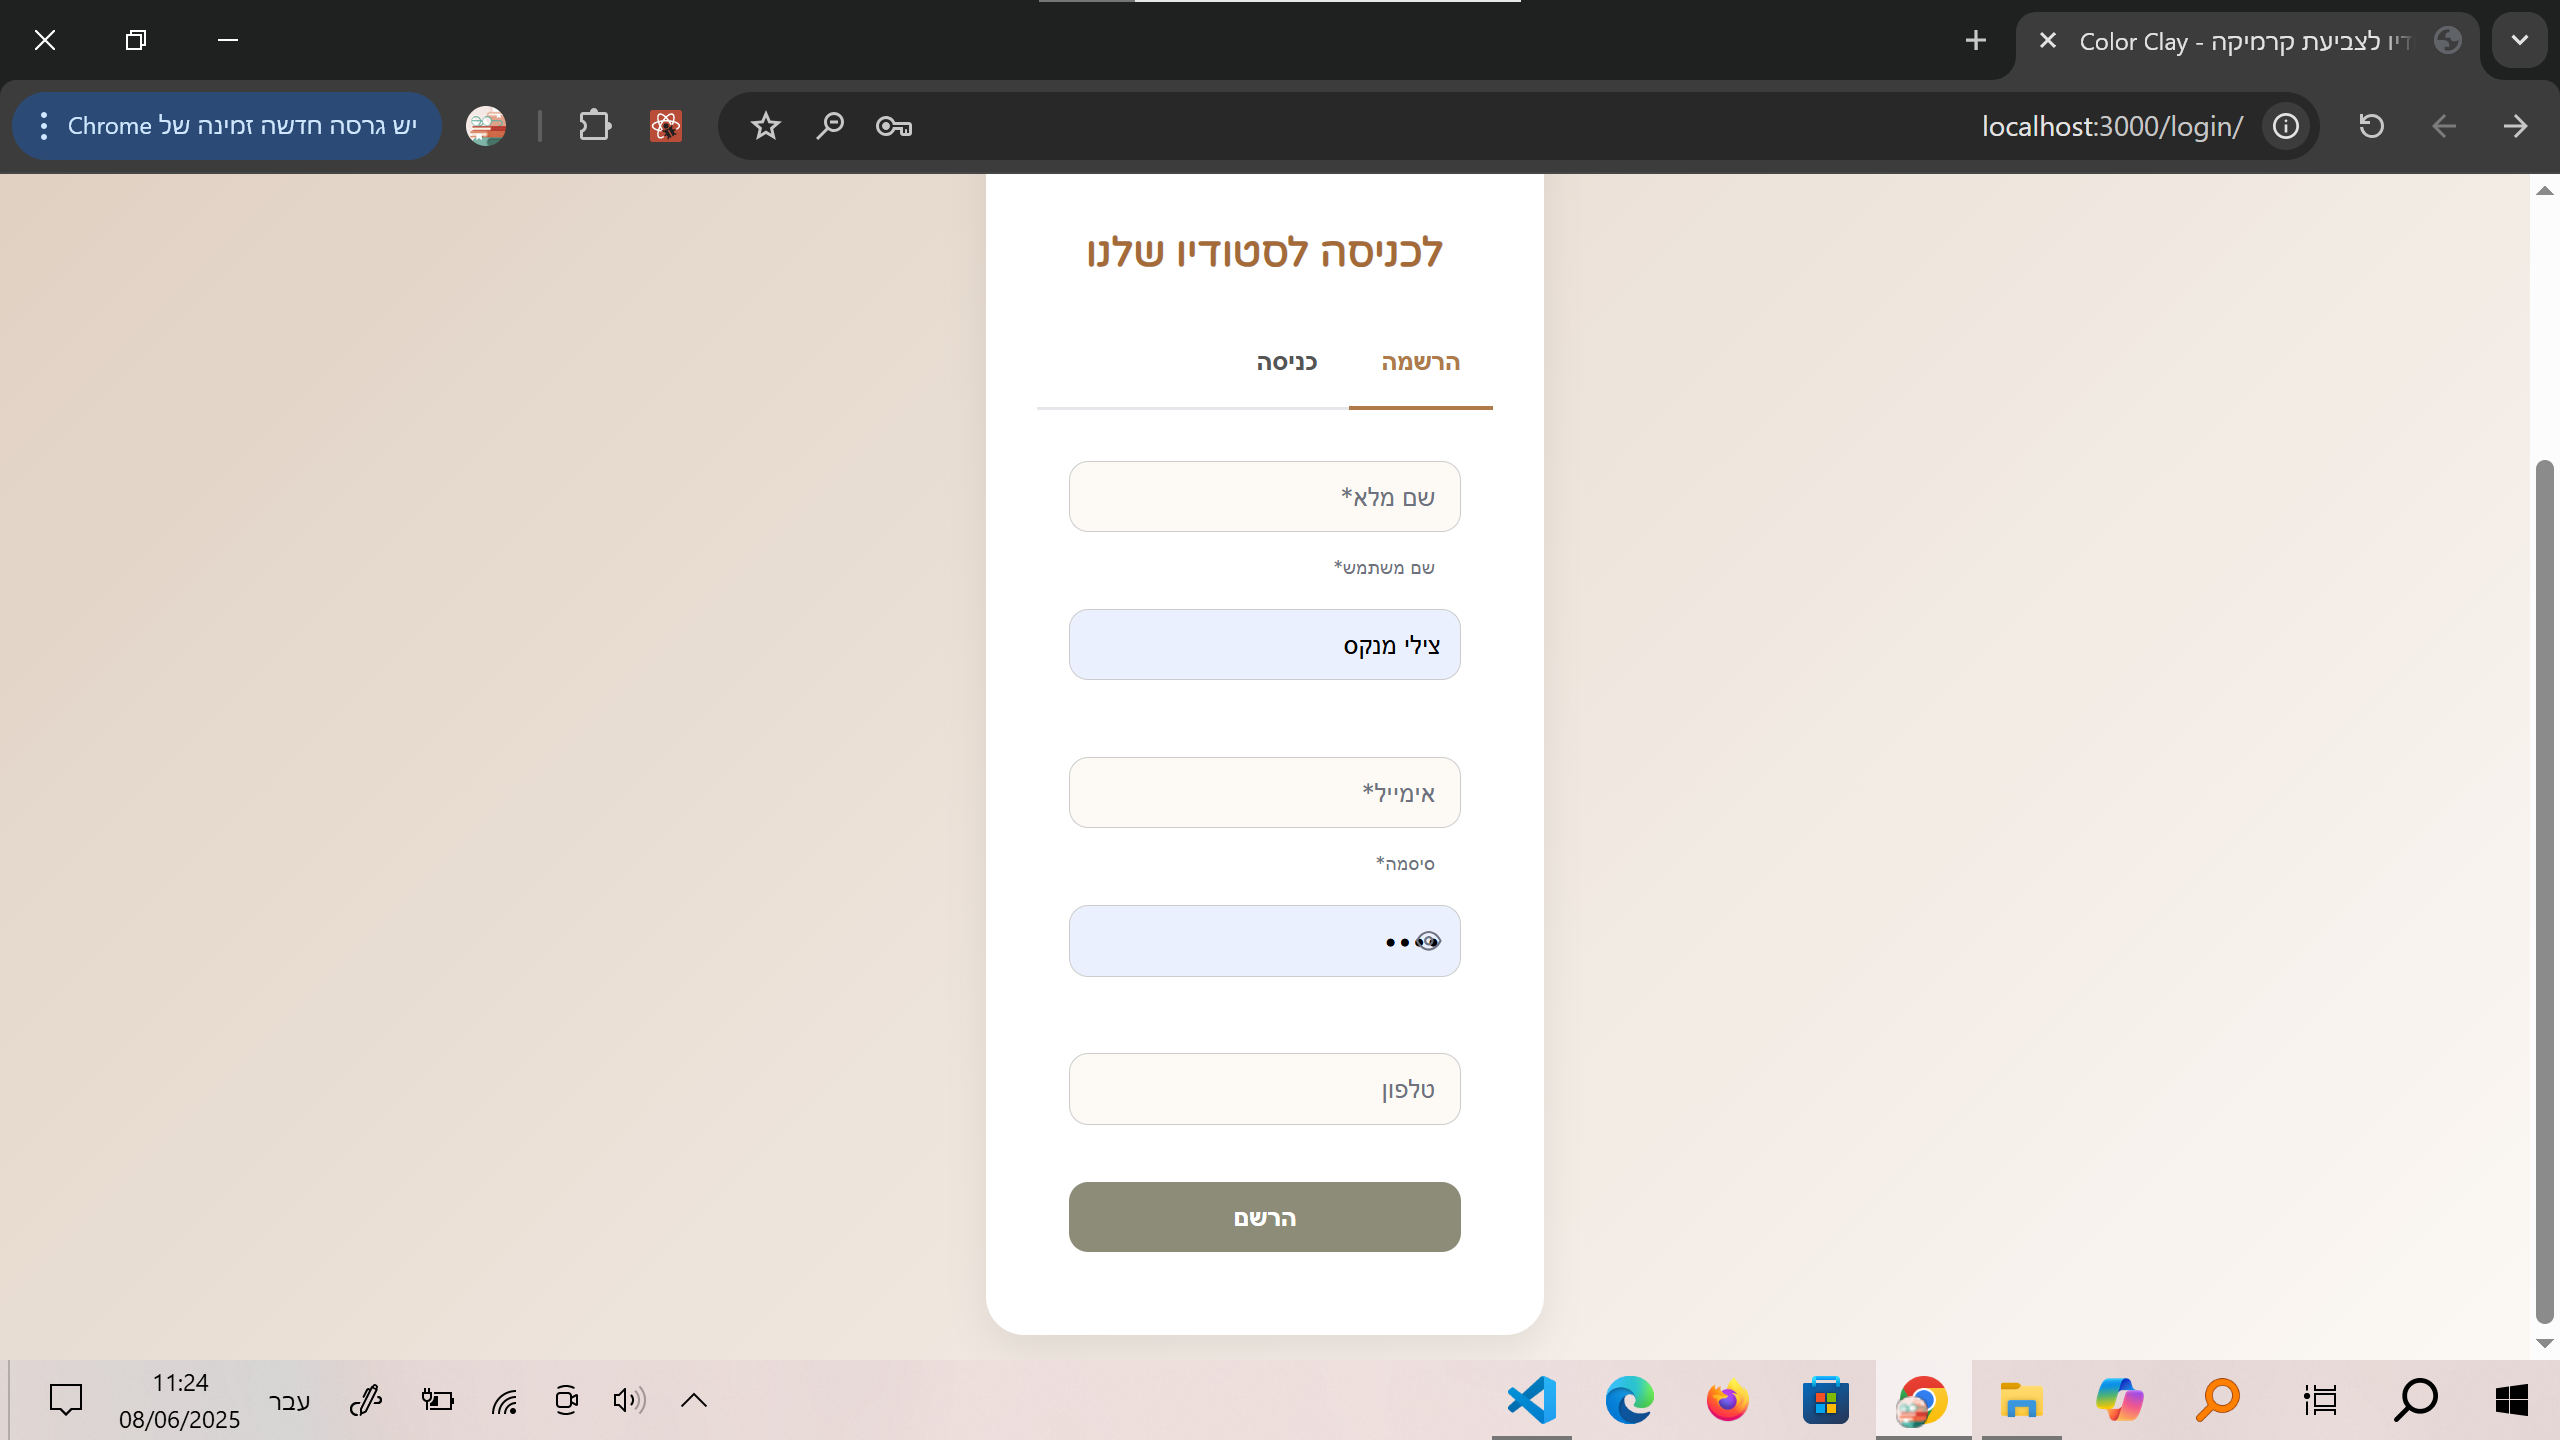 דיו לצביעת קרמיקה - Color Clay
localhost:3000/login/
יש גרסה חדשה זמינה של Chrome
לכניסה לסטודיו שלנו
הרשמה
כניסה
שם מלא*
שם משתמש*
צילי מנקס
אימייל*
סיסמה*
••••
טלפון
הרשם
עבר
11:24
08/06/2025